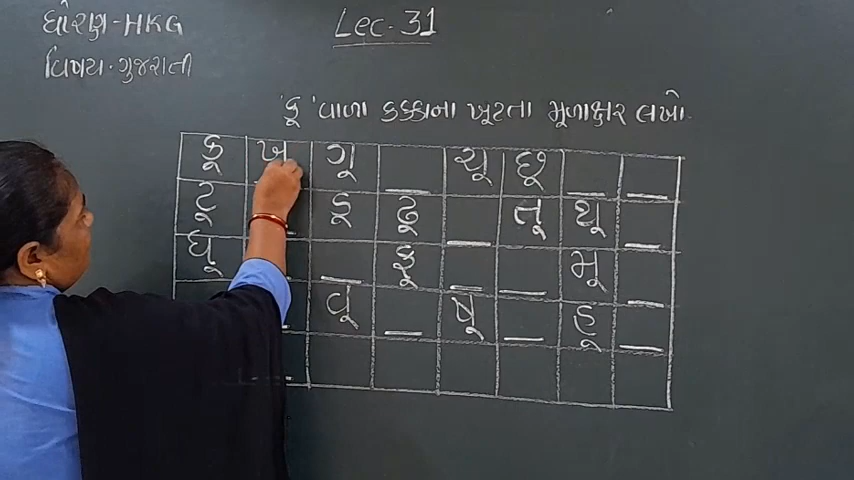 ધોરણ-HKG
Lec. 31
વિષય.ગુજરાતી
'કૂ'વાળા કક્કાના ખૂટતા મૂળાક્ષર લખો.
કૂ ખ ગૂ _ ચૂ છૂ _ _
ટૂ _ ડૂ ઢૂ _ તૂ થૂ _
ધૂ _ ફૂ _ _ મૂ _
વૂ _ ષૂ _ હૂ _